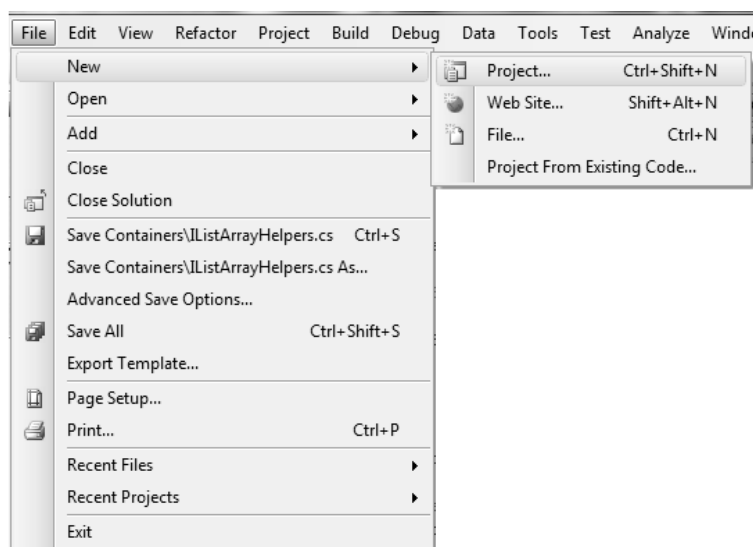 File Edit View Refactor Project Build Debug Data Tools Test Analyze
New
Project... Ctrl+Shift+N
Open
Web Site... Shift+Alt+N
Add
File... Ctrl+N
Close
Project From Existing Code...
Close Solution
Save Containers\IListArrayHelpers.cs Ctrl+S
Save Containers\IListArrayHelpers.cs As...
Advanced Save Options...
Save All Ctrl+Shift+S
Export Template...
Page Setup...
Print... Ctrl+P
Recent Files
Recent Projects
Exit